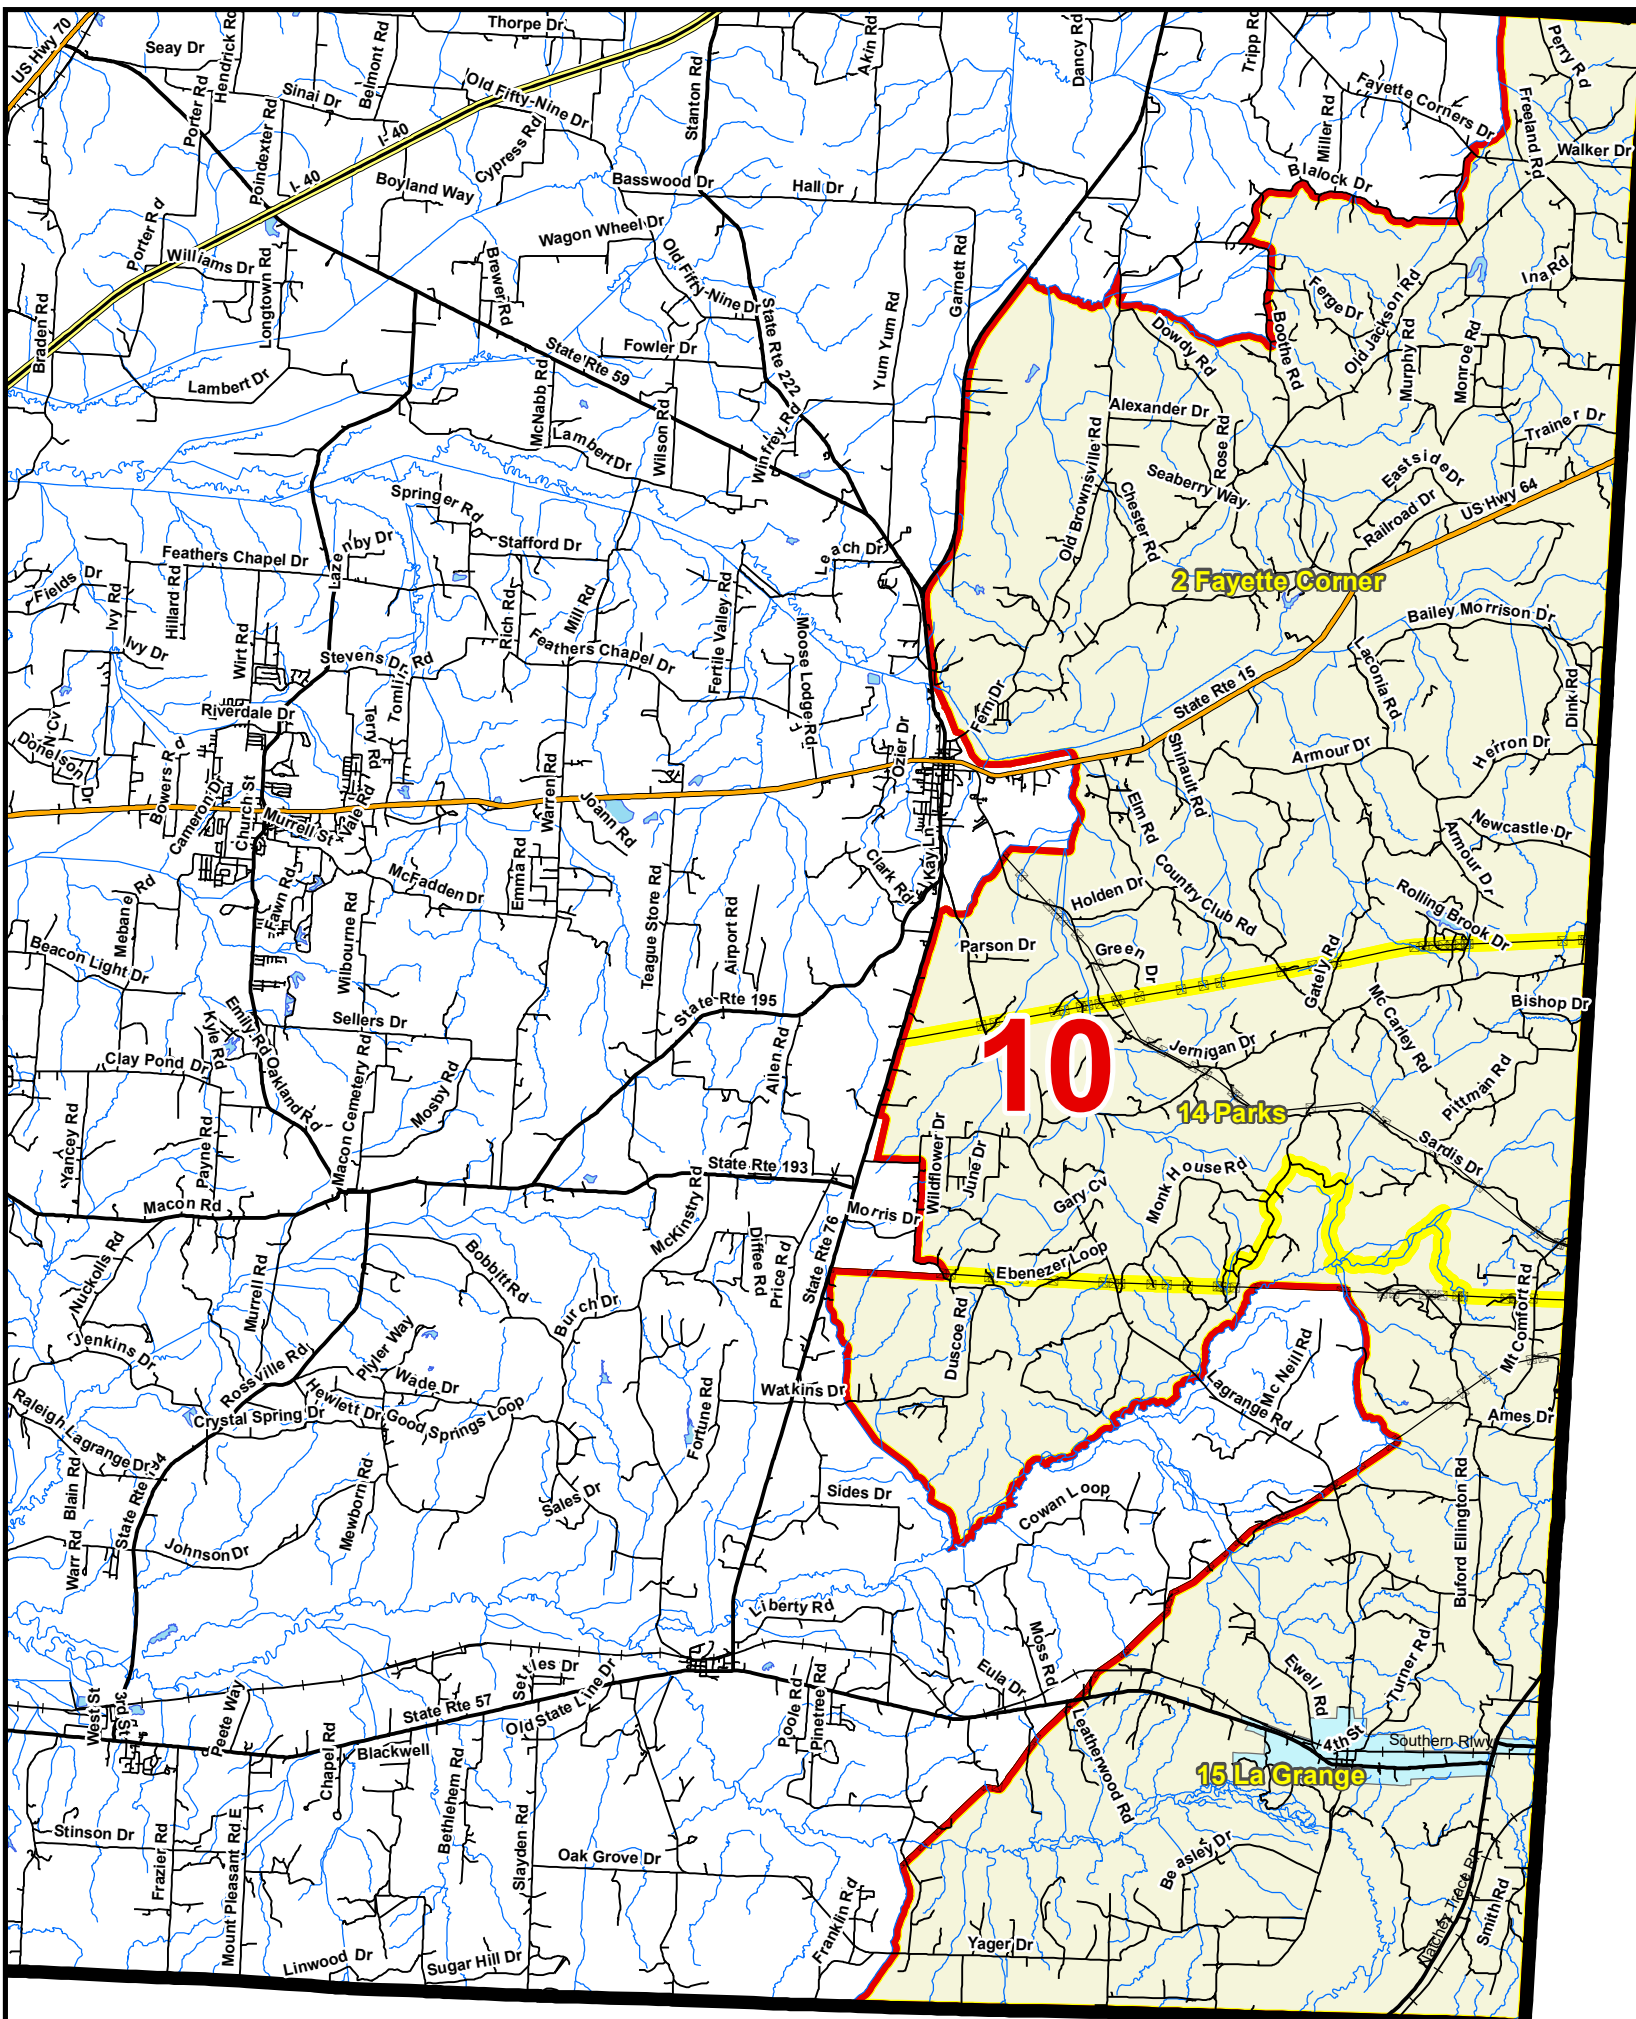 Thorpe Dr
US Hwy 70
Seay Dr
Hendrick Rd
Belmont Rd
Akin Rd
Dancy Rd
Tripp Rd
Perry Rd
Porter Rd
Sinai Dr
Old Fifty-Nine Dr
Stanton Rd
Fayette Corners Dr
Freeland Rd
Poindexter Rd
I- 40
Cypress Rd
Miller Rd
Walker Dr
I- 40
Boyland Way
Basswood Dr
Hall Dr
Blalock Dr
Porter Rd
Williams Dr
Longtown Rd
Wagon Wheel Dr
Old Fifty-Nine Dr
Brewer Rd
Garnett Rd
Ina Rd
Ferge Dr
Old Jackson Rd
Braden Rd
State Rte 222
Yum Yum Rd
Dowdy Rd
Boothe Rd
Murphy Rd
Monroe Rd
State Rte 59
Fowler Dr
Lambert Dr
McNabb Rd
Wilson Rd
Winfrey Rd
Lambert Dr
Alexander Dr
Rose Rd
Trainer Dr
Old Brownsville Rd
Seaberry Way
Chester Rd
Eastside Dr
Railroad Dr
US Hwy 64
Springer Rd
Stafford Dr
Leach Dr
Lazenby Dr
Feathers Chapel Dr
Fields Dr
Ivy Rd
Hillard Rd
2 Fayette Corner
Bailey Morrison Dr
Ivy Dr
Wirt Rd
Stevens Dr
Rd
Tomlin
Rich Rd
Mill Rd
Feathers Chapel Dr
Fertile Valley Rd
Moose Lodge Rd
Laconia Rd
Dink Rd
Riverdale Dr
Terry Rd
Fern Dr
State Rte 15
N Cv
Donelson Dr
Bowers Rd
Ozier Dr
Shinault Rd
Armour Dr
Herron Dr
Cameron Dr
Church St
Murrell St
Vale Rd
Warren Rd
Joann Rd
Elm Rd
Newcastle Dr
Armour Dr
Kay Ln
Clark Rd
Country Club Rd
Mebane Rd
Fawn Rd
McFadden Dr
Emma Rd
Holden Dr
Rolling Brook Dr
Beacon Light Dr
Wilbourne Rd
Teague Store Rd
Airport Rd
Parson Dr
Green Dr
Gately Rd
Mc Carley Rd
Bishop Dr
State Rte 195
Emily Rd
Sellers Dr
Kyle Rd
Clay Pond Dr
Oakland Rd
Macon Cemetery Rd
Mosby Rd
Allen Rd
10
Jernigan Dr
Pittman Rd
14 Parks
Yancey Rd
Payne Rd
Wildflower Dr
June Dr
Sardis Dr
State Rte 193
Monk House Rd
Gary Cv
Macon Rd
McKinstry Rd
Morris Dr
Nuckolls Rd
Murrell Rd
Bobbitt Rd
Diffee Rd
Price Rd
State Rte 76
Ebenezer Loop
Mt Comfort Rd
Burch Dr
Jenkins Dr
Plyler Way
Rossville Rd
Wade Dr
Duscoe Rd
Mc Neill Rd
Lagrange Rd
Raleigh Lagrange Dr
Hewlett Dr
Crystal Spring Dr
Good Springs Loop
Fortune Rd
Watkins Dr
Ames Dr
State Rte 194
Blain Rd
Mewborn Rd
Sales Dr
Sides Dr
Cowan Loop
Buford Ellington Rd
Warr Rd
Johnson Dr
Liberty Rd
Moss Rd
Eula Dr
Settles Dr
Old State Line Dr
Ewell Rd
Turner Rd
West St
3rd St
Peete Way
State Rte 57
Poole Rd
Pinetree Rd
Leatherwood Rd
4th St
Southern Rlwy
Chapel Rd
Blackwell
15 La Grange
Bethlehem Rd
Slayden Rd
Stinson Dr
Frazier Rd
Mount Pleasant Rd E
Oak Grove Dr
Beasley Dr
Franklin Rd
Natchez Trace RR
Smith Rd
Linwood Dr
Sugar Hill Dr
Yager Dr